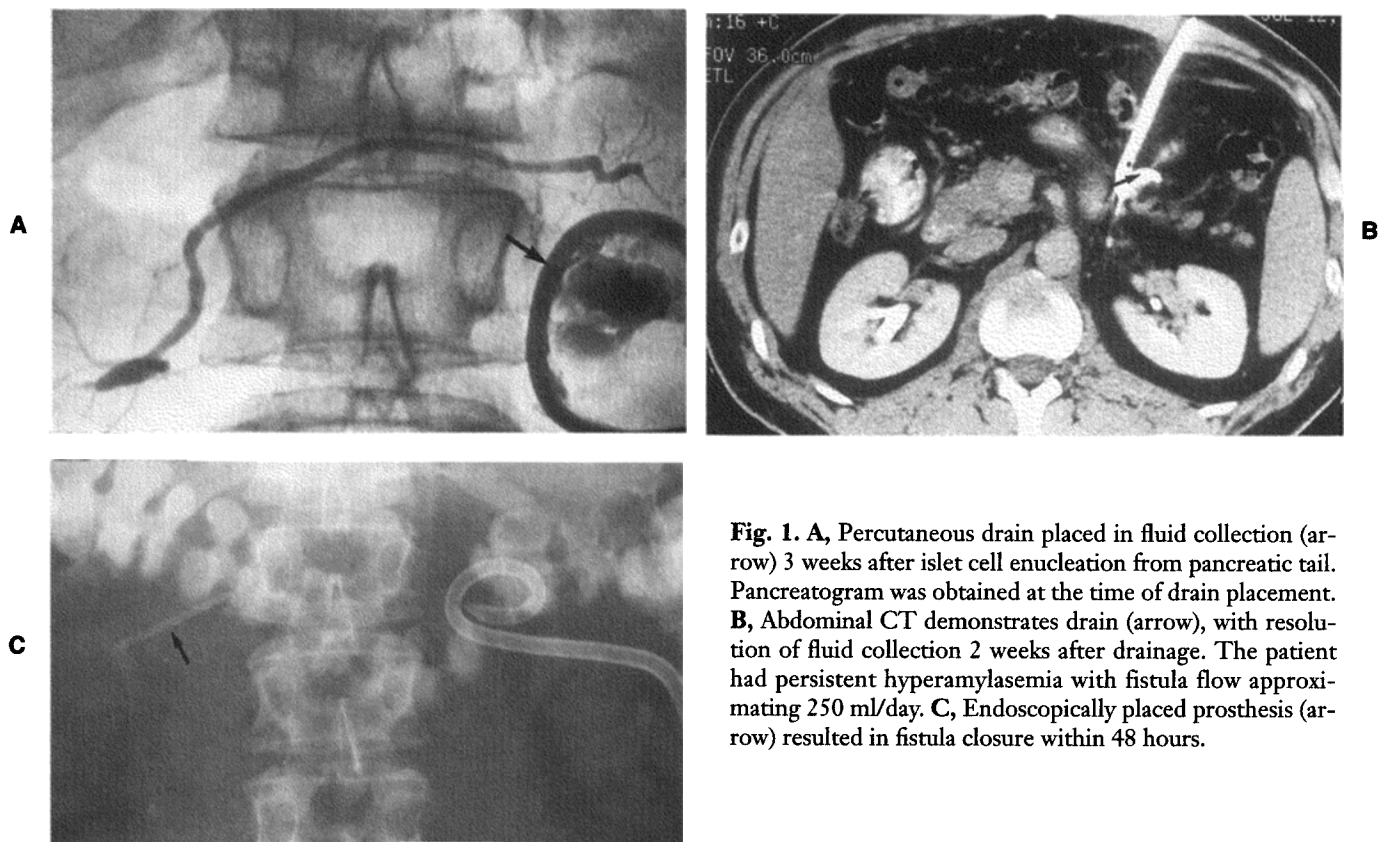 A
n:16 +C
FOV 36.0cm
ETL
B
C
Fig. 1. A, Percutaneous drain placed in fluid collection (ar-
row) 3 weeks after islet cell enucleation from pancreatic tail.
Pancreatogram was obtained at the time of drain placement.
B, Abdominal CT demonstrates drain (arrow), with resolu-
tion of fluid collection 2 weeks after drainage. The patient
had persistent hyperamylasemia with fistula flow approxi-
mating 250 ml/day. C, Endoscopically placed prosthesis (ar-
row) resulted in fistula closure within 48 hours.